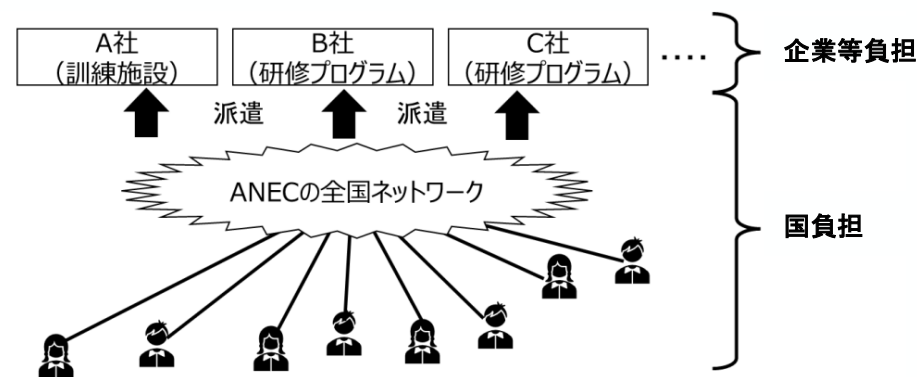 A社
(訓練施設)
B社
(研修プログラム)
C社
(研修プログラム)
....
企業等負担
派遣
派遣
ANECの全国ネットワーク
国負担